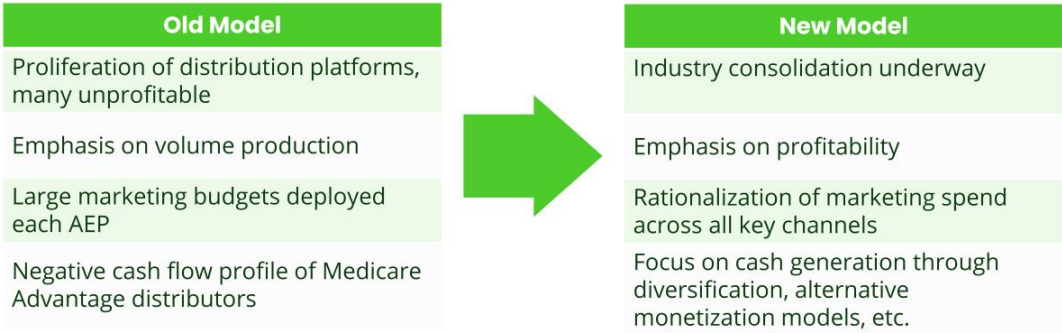 Old Model
Proliferation of distribution platforms,
many unprofitable
Emphasis on volume production
Large marketing budgets deployed
each AEP
Negative cash flow profile of Medicare
Advantage distributors
New Model
Industry consolidation underway
Emphasis on profitability
Rationalization of marketing spend
across all key channels
Focus on cash generation through
diversification, alternative
monetization models, etc.